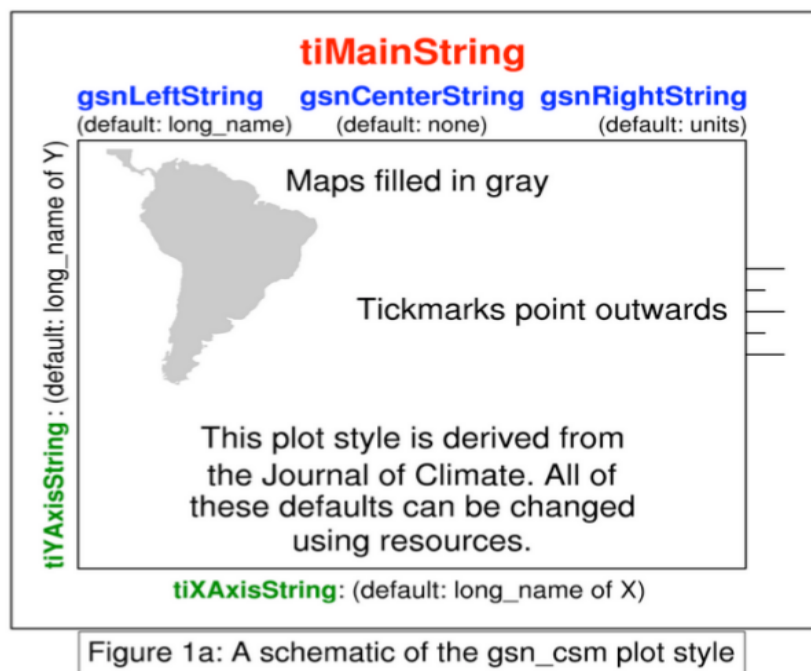 tiMainString
gsnLeftString gsnCenterString gsnRightString
(default: long_name) (default: none) (default: units)
tiYAxisString : (default: long_name of Y)
Maps filled in gray
Tickmarks point outwards
This plot style is derived from
the Journal of Climate. All of
these defaults can be changed
using resources.
tiXAxisString: (default: long_name of X)
Figure 1a: A schematic of the gsn_csm plot style